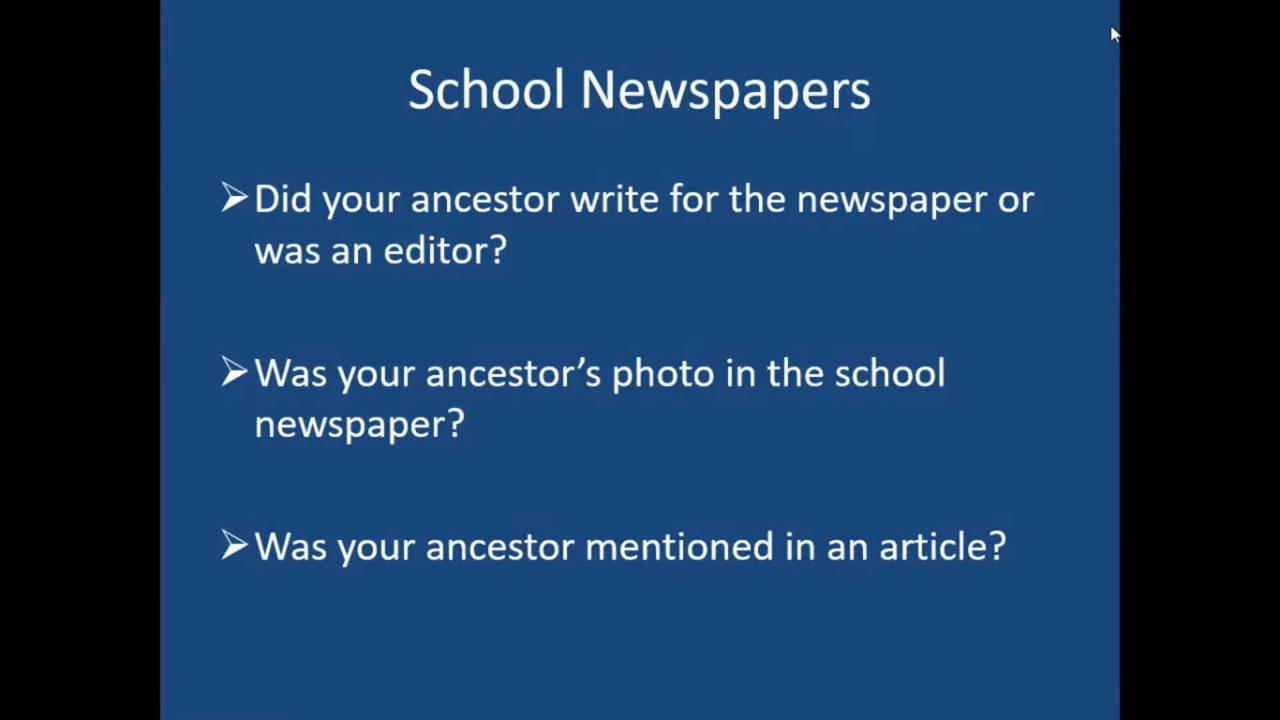 School Newspapers
➢Did your ancestor write for the newspaper or
was an editor?
➢Was your ancestor’s photo in the school
newspaper?
➢Was your ancestor mentioned in an article?